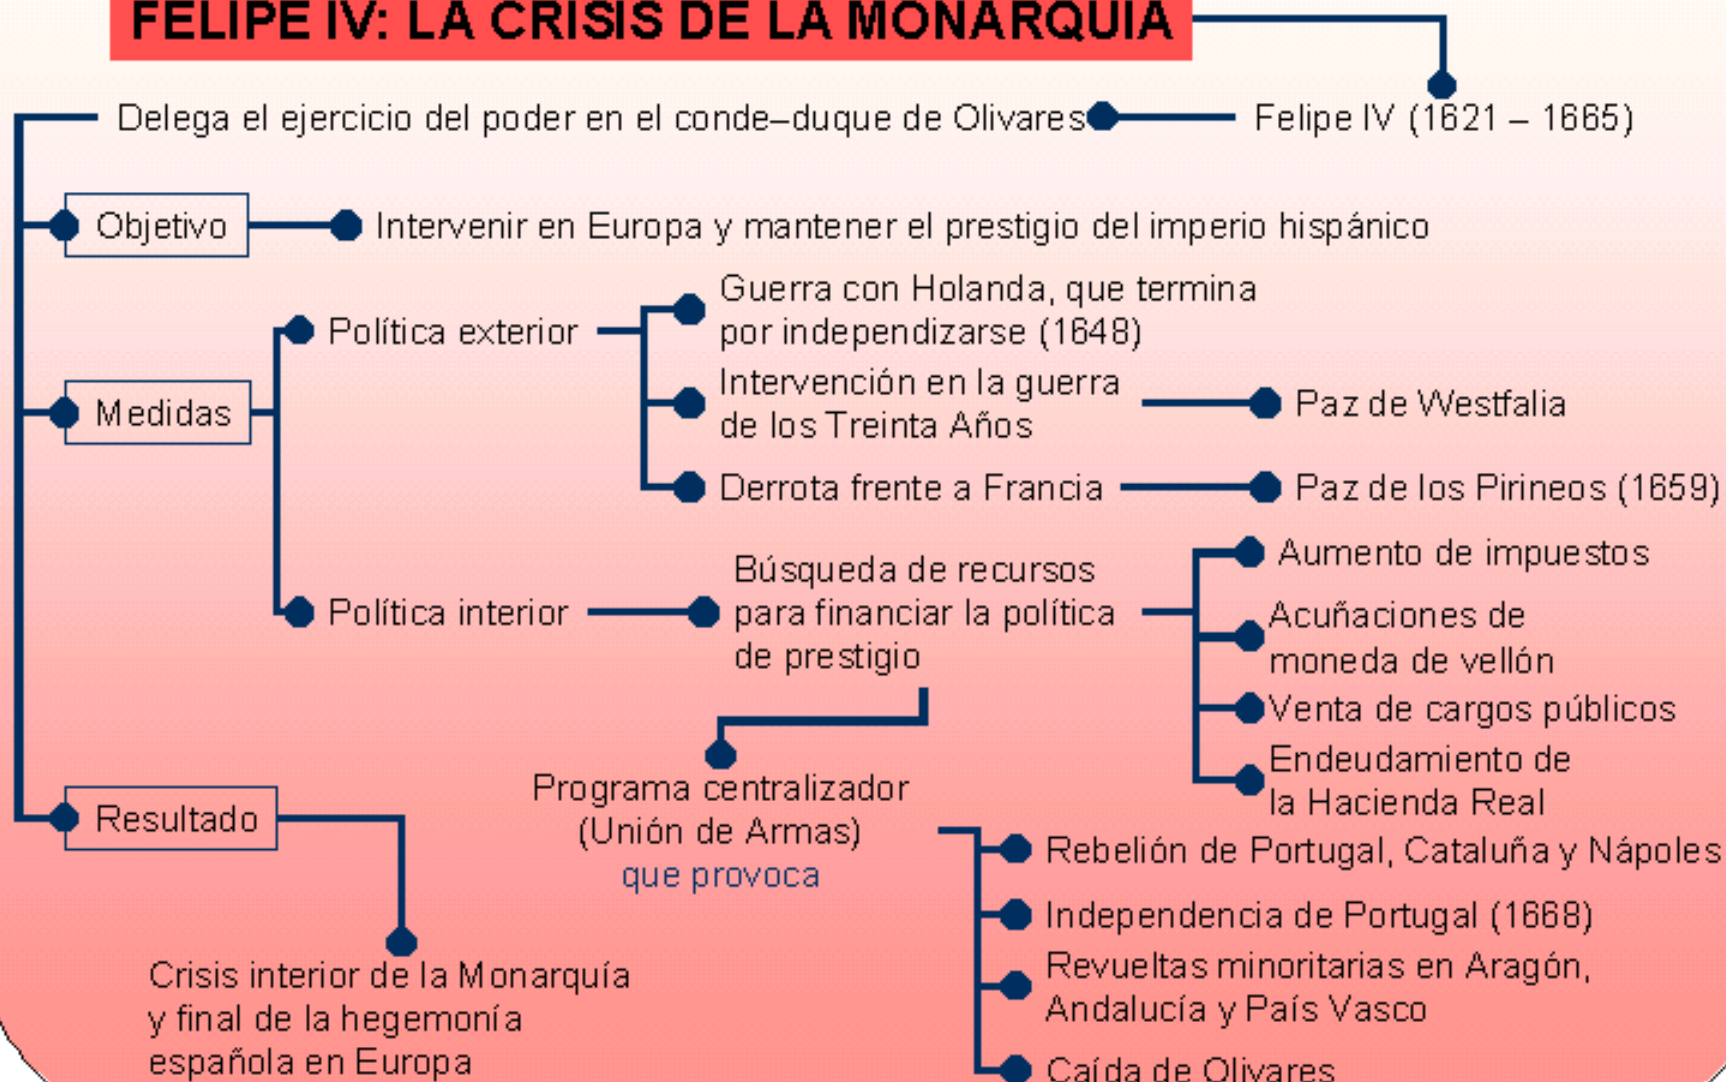 FELIPE IV: LA CRISIS DE LA MONARQUÍA
Delega el ejercicio del poder en el conde–duque de Olivares
Felipe IV (1621 – 1665)
Objetivo
Intervenir en Europa y mantener el prestigio del imperio hispánico
Medidas
Política exterior
Guerra con Holanda, que termina
por independizarse (1648)
Intervención en la guerra
de los Treinta Años
Paz de Westfalia
Derrota frente a Francia
Paz de los Pirineos (1659)
Política interior
Búsqueda de recursos
para financiar la política
de prestigio
Aumento de impuestos
Acuñaciones de
moneda de vellón
Venta de cargos públicos
Endeudamiento de
la Hacienda Real
Programa centralizador
(Unión de Armas)
que provoca
Rebelión de Portugal, Cataluña y Nápoles
Independencia de Portugal (1668)
Revueltas minoritarias en Aragón,
Andalucía y País Vasco
Caída de Olivares
Resultado
Crisis interior de la Monarquía
y final de la hegemonía
española en Europa